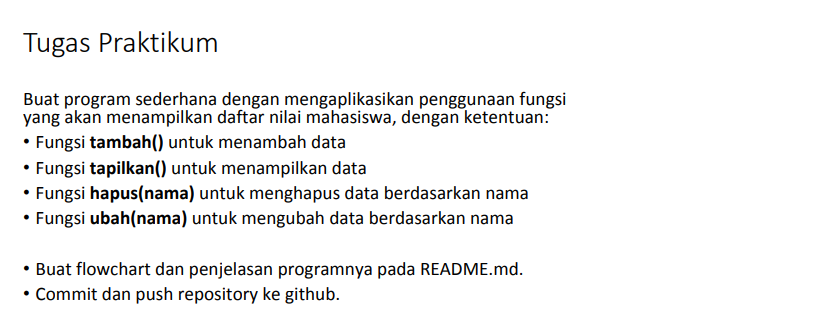 Tugas Praktikum
Buat program sederhana dengan mengaplikasikan penggunaan fungsi
yang akan menampilkan daftar nilai mahasiswa, dengan ketentuan:
• Fungsi tambah() untuk menambah data
• Fungsi tapilkan() untuk menampilkan data
• Fungsi hapus(nama) untuk menghapus data berdasarkan nama
• Fungsi ubah(nama) untuk mengubah data berdasarkan nama
• Buat flowchart dan penjelasan programnya pada README.md.
• Commit dan push repository ke github.